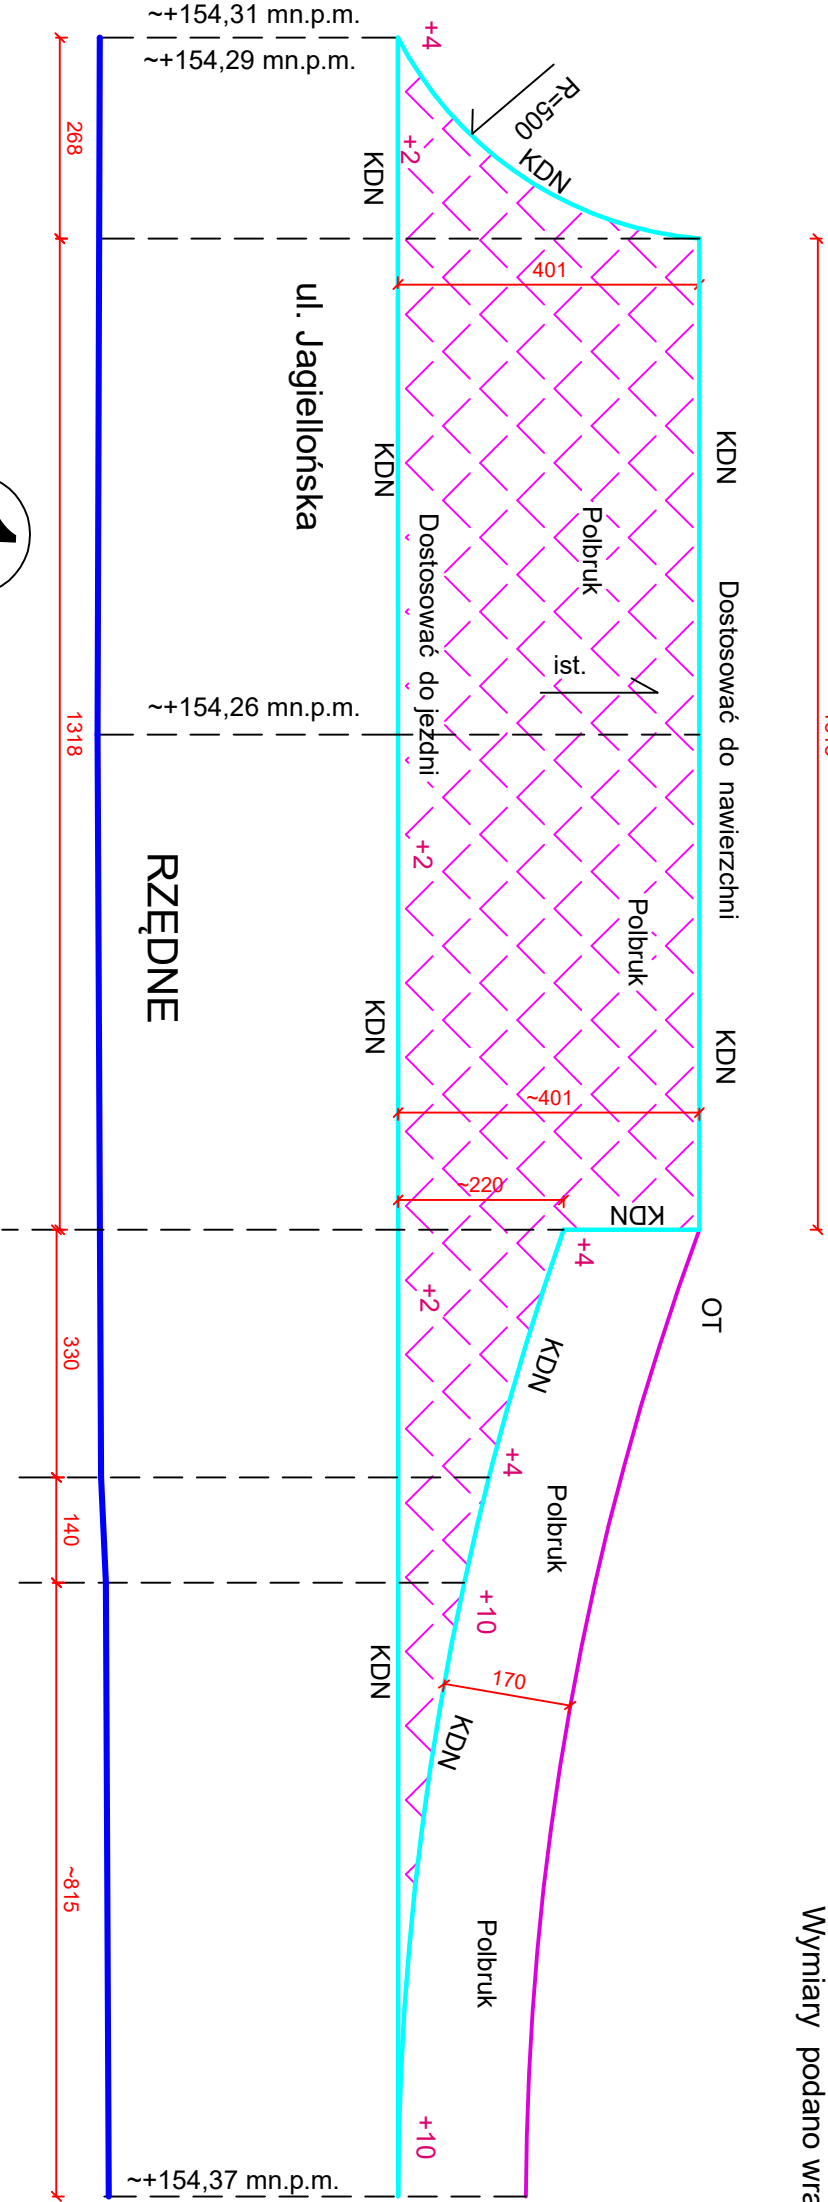 ~+154,31 mn.p.m.
~+154,29 mn.p.m.
+4
R=500
KDN
+2
KDN
268
401
ul. Jagiellońska
KDN
KDN
Polbruk
Dostosować do jezdni
Dostosować do nawierzchni
ist.
~+154,26 mn.p.m.
1318
+2
RZĘDNE
Polbruk
KDN
KDN
~401
~220
KDN
+4
OT
+2
330
KDN
+4
Polbruk
140
+10
KDN
170
KDN
~815
Wymiary podano
Polbruk
+10
~+154,37 mn.p.m.